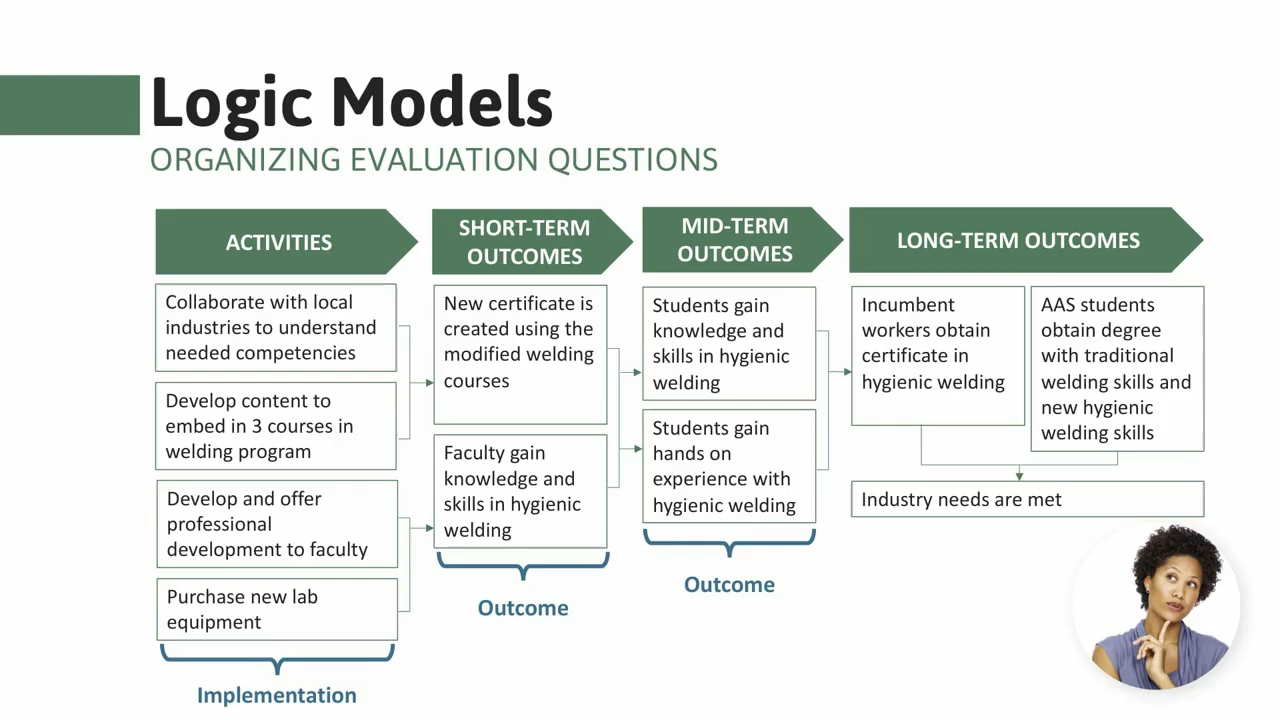 Logic Models
ORGANIZING EVALUATION QUESTIONS
ACTIVITIES
Collaborate with local
industries to understand
needed competencies
Develop content to
embed in 3 courses in
welding program
Develop and offer
professional
development to faculty
Purchase new lab
equipment
Implementation
SHORT-TERM
OUTCOMES
New certificate is
created using the
modified welding
courses
Faculty gain
knowledge and
skills in hygienic
welding
Outcome
MID-TERM
OUTCOMES
Students gain
knowledge and
skills in hygienic
welding
Students gain
hands on
experience with
hygienic welding
Outcome
LONG-TERM OUTCOMES
Incumbent
workers obtain
certificate in
hygienic welding
AAS students
obtain degree
with traditional
welding skills and
new hygienic
welding skills
Industry needs are met